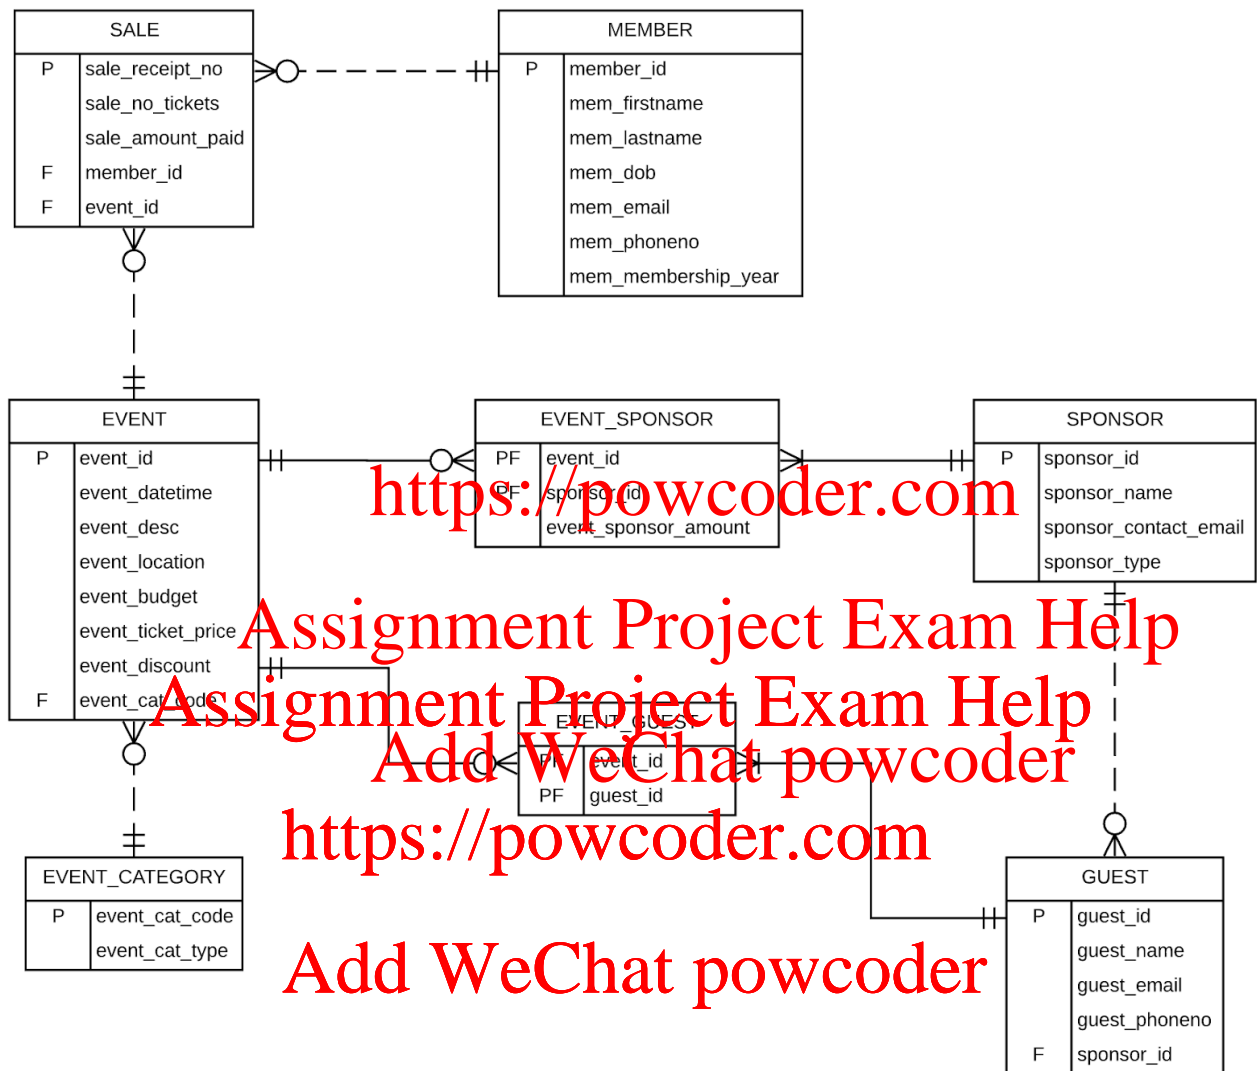 SALE
P sale_receipt_no
sale_no_tickets
sale_amount_paid
F member_id
F event_id
MEMBER
P member_id
mem_firstname
mem_lastname
mem_dob
mem_email
mem_phoneno
mem_membership_year
EVENT
P event_id
event_datetime
event_desc
event_location
event_budget
event_ticket_price
event_discount
F event_cat_code
EVENT_SPONSOR
PF event_id
PF sponsor_id
event_sponsor_amount
SPONSOR
P sponsor_id
sponsor_name
sponsor_contact_email
sponsor_type
https://powcoder.com
Assignment Project Exam Help
Assignment Project Exam Help
EVENT_GUEST
PF event_id
PF guest_id
Add WeChat powcoder
https://powcoder.com
EVENT_CATEGORY
P event_cat_code
event_cat_type
GUEST
P guest_id
guest_name
guest_email
guest_phoneno
F sponsor_id
Add WeChat powcoder